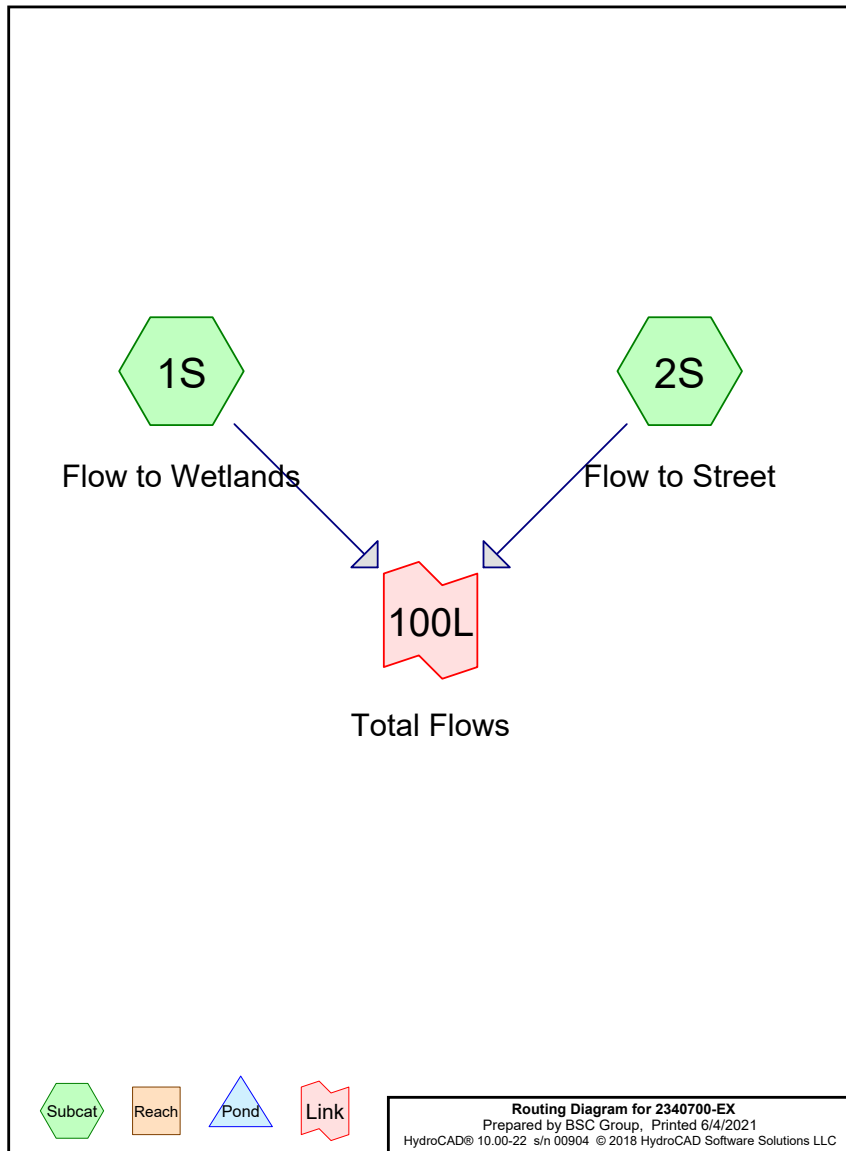 1S
2S
Flow to Wetlands
Flow to Street
100L
Total Flows
Subcat
Reach
Pond
Link
Routing Diagram for 2340700-EX
Prepared by BSC Group, Printed 6/4/2021
HydroCAD® 10.00-22 s/n 00904 © 2018 HydroCAD Software Solutions LLC